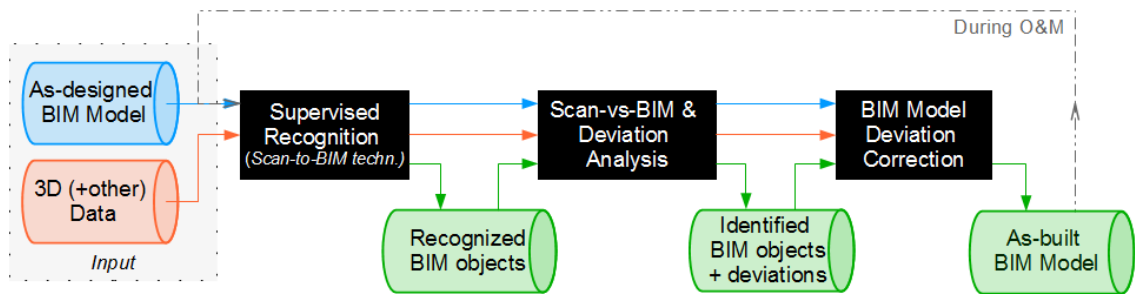 During O&M
As-designed
BIM Model
3D (+other)
Data
Input
Supervised
Recognition
(Scan-to-BIM techn.)
Scan-vs-BIM &
Deviation
Analysis
BIM Model
Deviation
Correction
Recognized
BIM objects
Identified
BIM objects
+ deviations
As-built
BIM Model